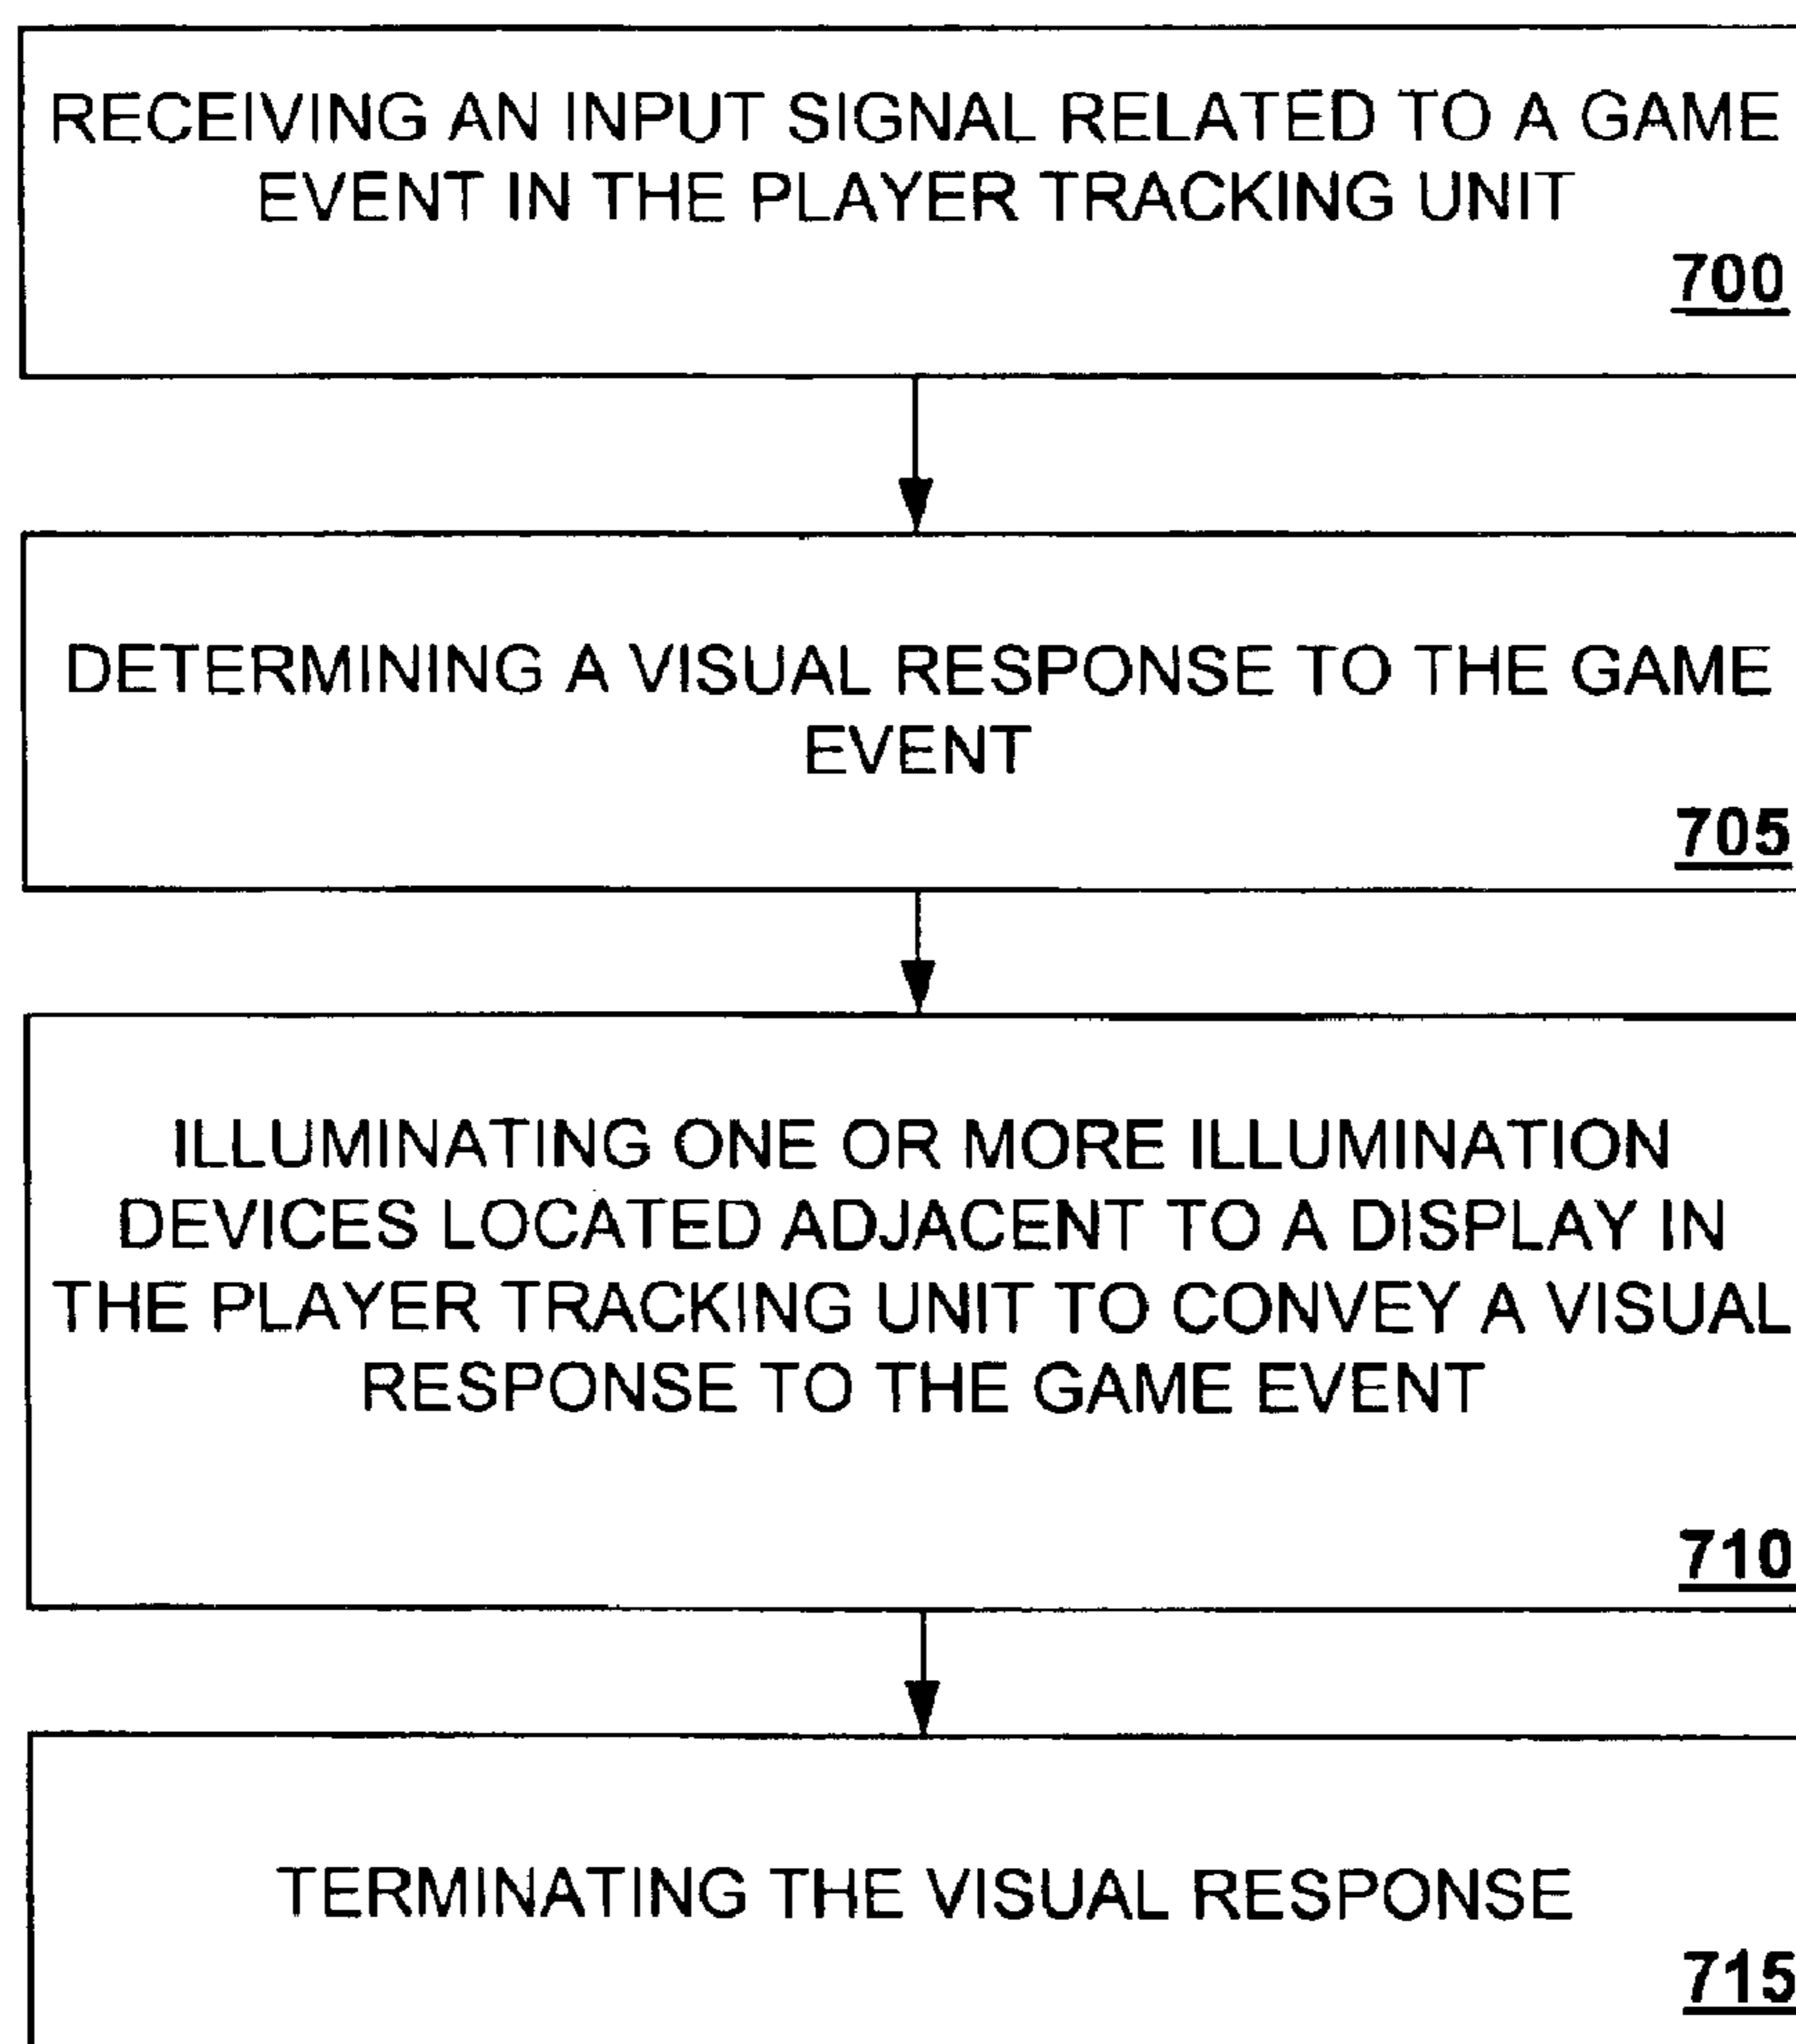 RECEIVING AN INPUT SIGNAL RELATED TO A GAME
EVENT IN THE PLAYER TRACKING UNIT
700
DETERMINING A VISUAL RESPONSE TO THE GAME
EVENT
705
ILLUMINATING ONE OR MORE ILLUMINATION
DEVICES LOCATED ADJACENT TO A DISPLAY IN
THE PLAYER TRACKING UNIT TO CONVEY A VISUAL
RESPONSE TO THE GAME EVENT
710
TERMINATING THE VISUAL RESPONSE
715